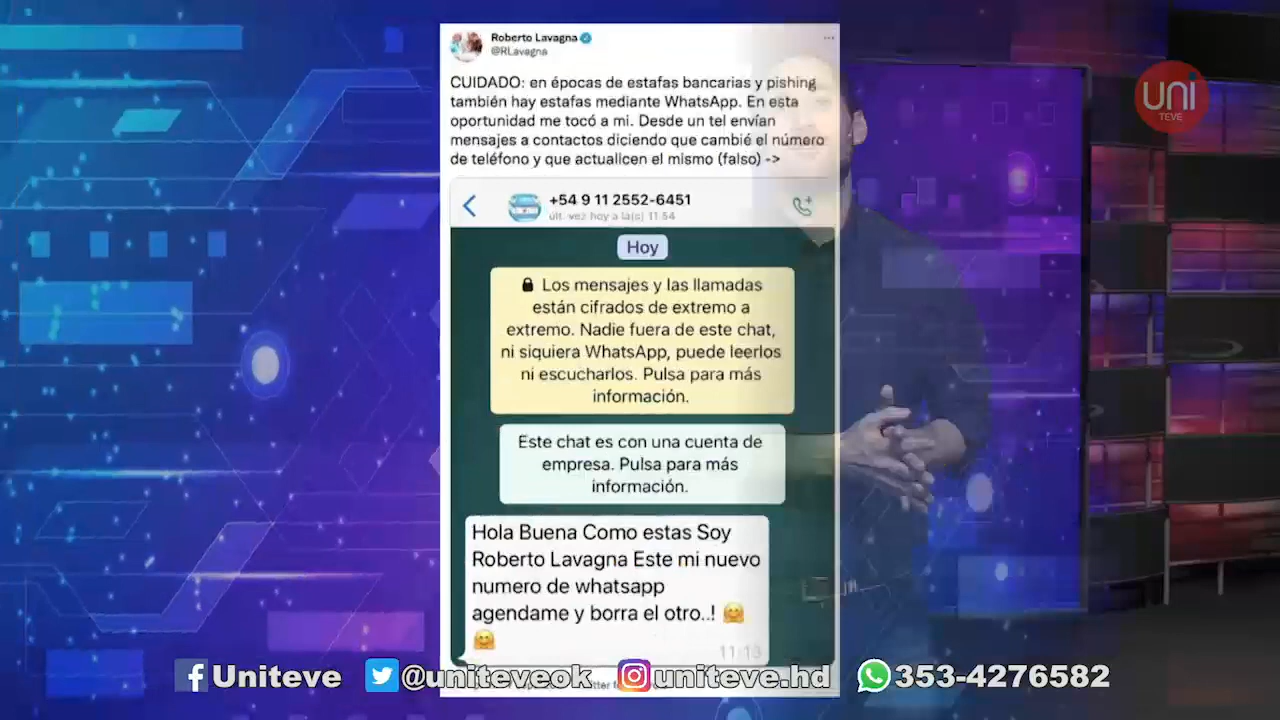 Roberto Lavagna
@RLavagna
CUIDADO: en épocas de estafas bancarias y pishing
también hay estafas mediante WhatsApp. En esta
oportunidad me tocó a mi. Desde un tel envían
mensajes a contactos diciendo que cambié el número
de teléfono y que actualicen el mismo (falso) ->
+54 9 11 2552-6451
últ. vez hoy a la(s) 11:54
Hoy
Los mensajes y las llamadas
están cifrados de extremo a
extremo. Nadie fuera de este chat,
ni siquiera WhatsApp, puede leerlos
ni escucharlos. Pulsa para más
información.
Este chat es con una cuenta de
empresa. Pulsa para más
información.
Hola Buena Como estas Soy
Roberto Lavagna Este mi nuevo
numero de whatsapp
agendame y borra el otro..! 🤗
🤗
11:13
UNI
TEVE
Uniteve @uniteveok uniteve.hd 353-4276582